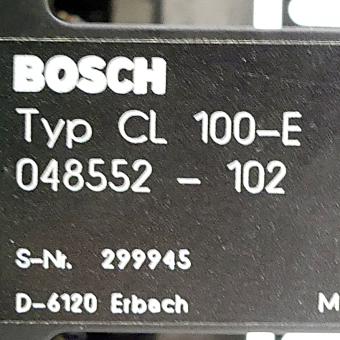 BOSCH
Typ CL 100-E
048552 - 102
S-Nr. 299945
D-6120 Erbach M